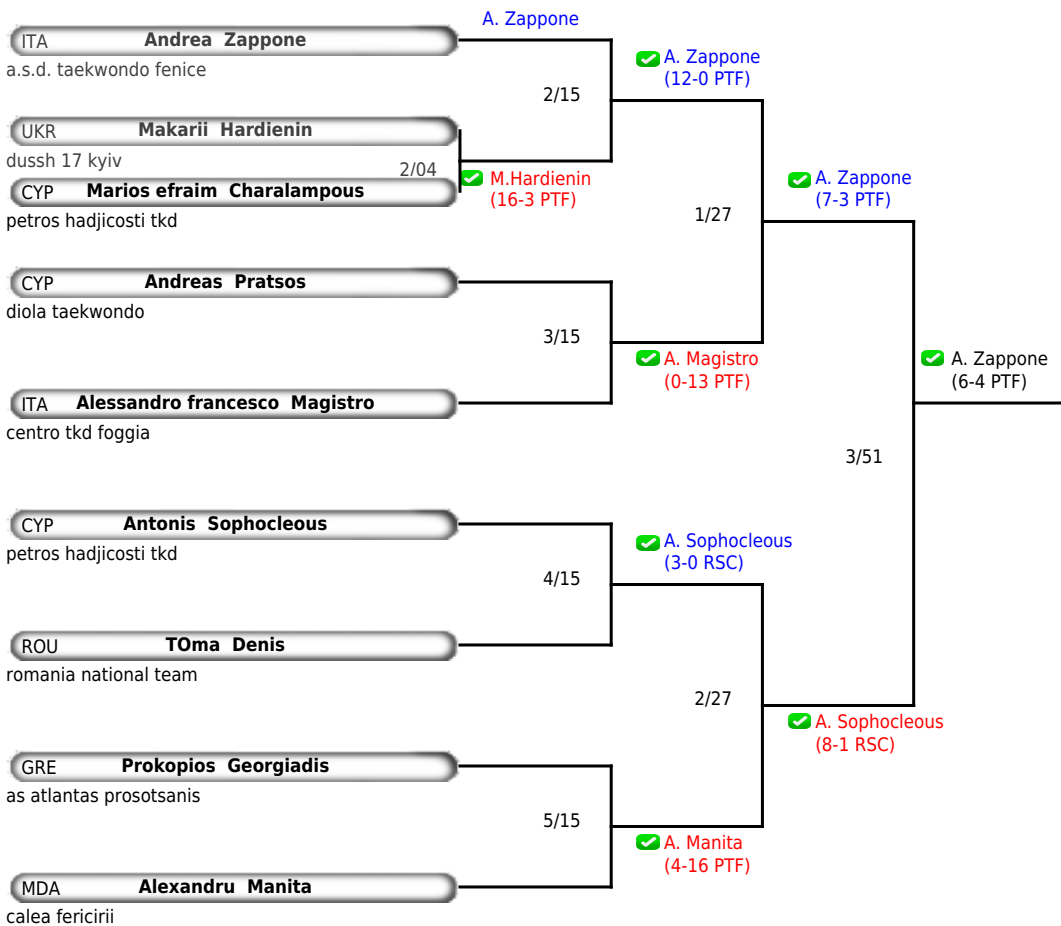 A. Zappone
ITA Andrea Zappone
a.s.d. taekwondo fenice
A. Zappone
(12-0 PTF)
2/15
UKR Makarii Hardienin
dussh 17 kyiv
2/04
M.Hardienin
(16-3 PTF)
CYP Marios efraim Charalampous
petros hadjicosti tkd
A. Zappone
(7-3 PTF)
1/27
CYP Andreas Pratsos
diola taekwondo
3/15
A. Magistro
(0-13 PTF)
ITA Alessandro francesco Magistro
centro tkd foggia
A. Zappone
(6-4 PTF)
3/51
CYP Antonis Sophocleous
petros hadjicosti tkd
A. Sophocleous
(3-0 RSC)
4/15
ROU TOma Denis
romania national team
2/27
A. Sophocleous
(8-1 RSC)
GRE Prokopios Georgiadis
as atlantas prosotsanis
5/15
A. Manita
(4-16 PTF)
MDA Alexandru Manita
calea fericirii